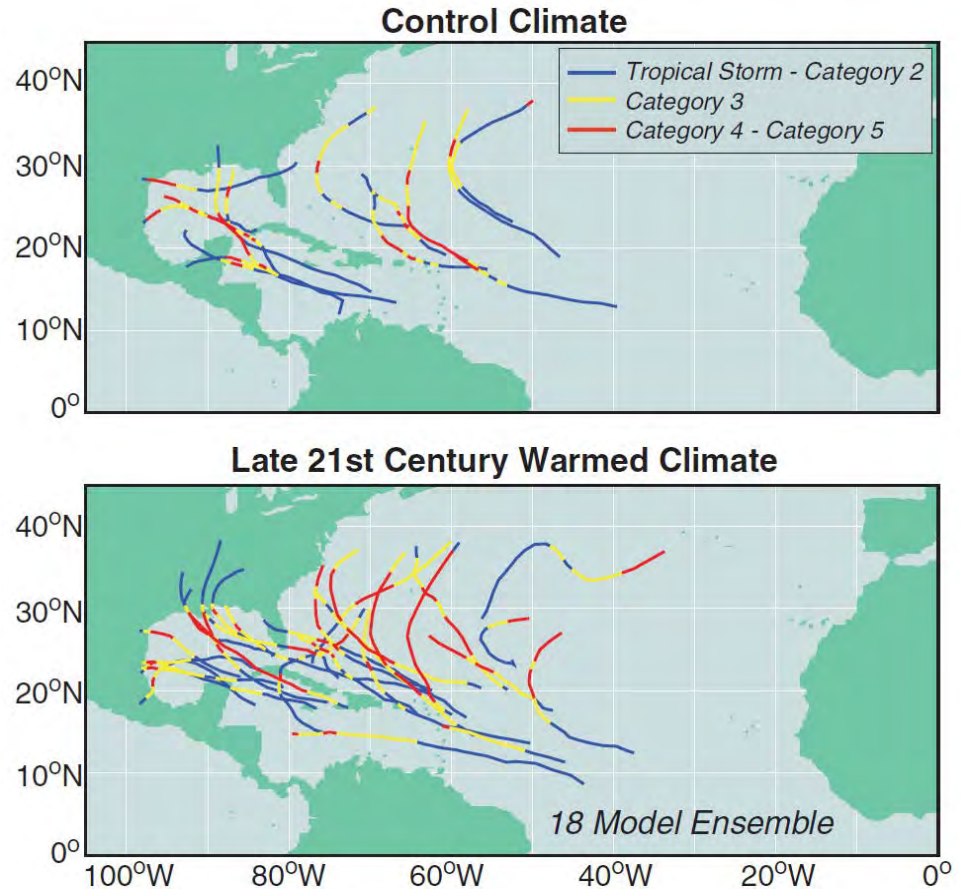 Control Climate
Tropical Storm - Category 2
Category 3
Category 4 - Category 5
40°N
30°N
20°N
10°N
0°
Late 21st Century Warmed Climate
40°N
30°N
20°N
10°N
18 Model Ensemble
0°
100°W 80°W 60°W 40°W 20°W 0°